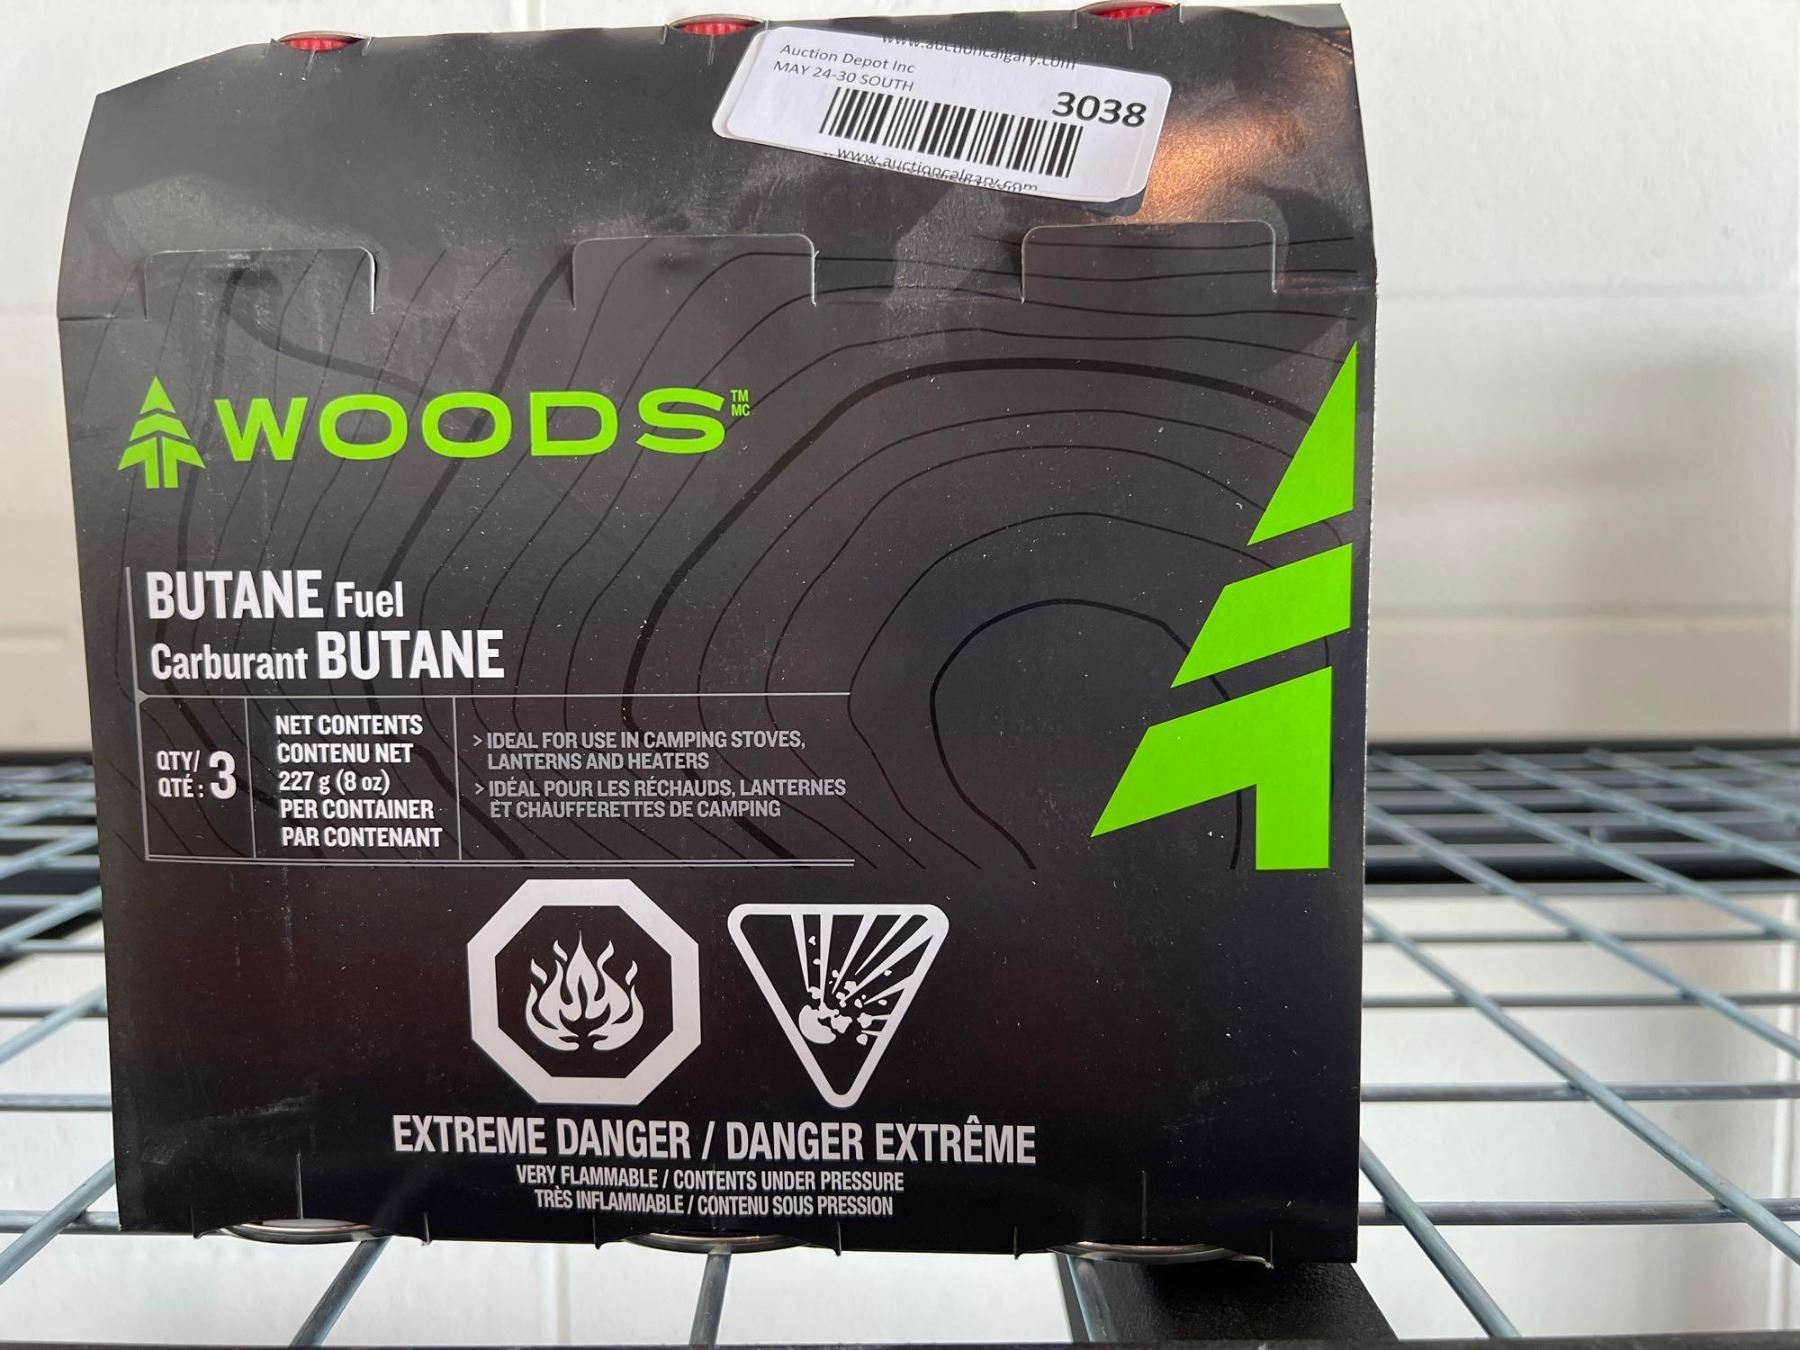 www.auctioncalgary.com
Auction Depot Inc
MAY 24-30 SOUTH
3038
www.auctioncalgary.com
WOODS™
MC
BUTANE Fuel
Carburant BUTANE
QTY/
QTÉ : 3
NET CONTENTS
CONTENU NET
227 g (8 oz)
PER CONTAINER
PAR CONTENANT
> IDEAL FOR USE IN CAMPING STOVES,
LANTERNS AND HEATERS
> IDÉAL POUR LES RÉCHAUDS, LANTERNES
ET CHAUFFERETTES DE CAMPING
EXTREME DANGER / DANGER EXTRÊME
VERY FLAMMABLE / CONTENTS UNDER PRESSURE
TRÈS INFLAMMABLE / CONTENU SOUS PRESSION